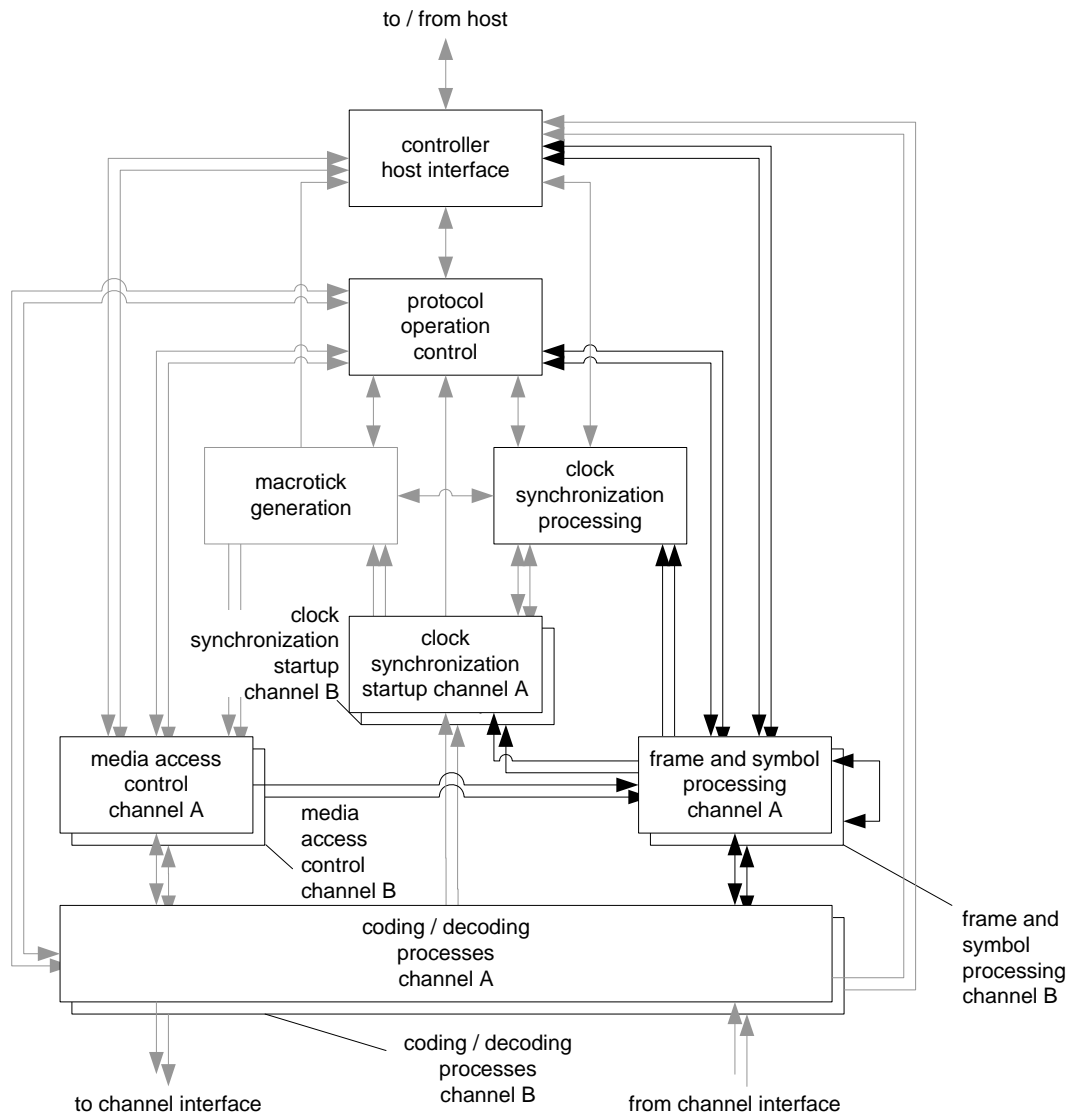 to / from host
controller
host interface
protocol
operation
control
macrotick
generation
clock
synchronization
processing
clock
synchronization
startup
channel B
clock
synchronization
startup channel A
media access
control
channel A
frame and symbol
processing
channel A
media
access
control
channel B
coding / decoding
processes
channel A
frame and
symbol
processing
channel B
coding / decoding
processes
channel B
to channel interface
from channel interface